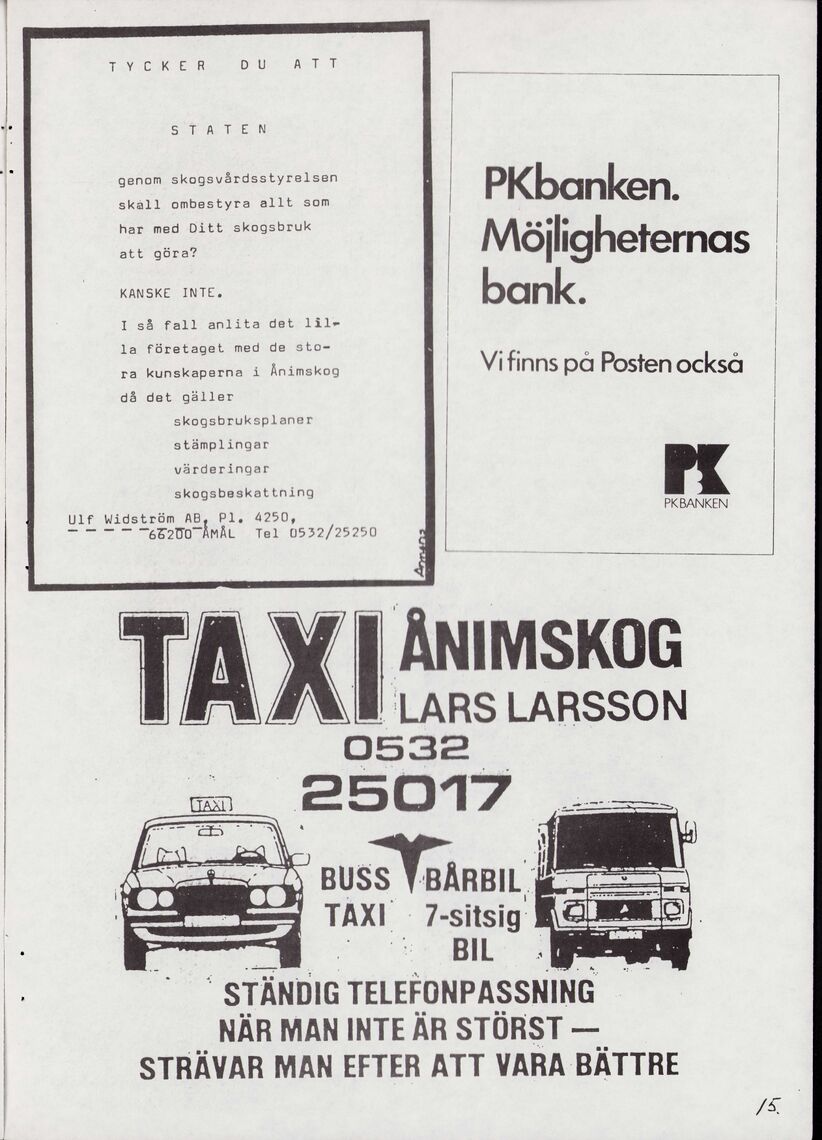 TYCKER DU ATT
STATEN
genom skogsvårdsstyrelsen
skall ombestyra allt som
har med Ditt skogsbruk
att göra?
KANSKE INTE.
I så fall anlita det lil-
la företaget med de sto-
ra kunskaperna i Ånimskog
då det gäller
skogsbruksplaner
stämplingar
värderingar
skogsbeskattning
Ulf Widström AB, Pl. 4250,
66200 ÅMÅL Tel 0532/25250
PKbanken.
Möjligheternas
bank.
Vi finns på Posten också
PK
PKBANKEN
TAXI ÅNIMSKOG
LARS LARSSON
0532
25017
TAXI
BUSS BÅRBIL
TAXI 7-sitsig
BIL
STÄNDIG TELEFONPASSNING
NÄR MAN INTE ÄR STÖRST —
STRÄVAR MAN EFTER ATT VARA BÄTTRE
15.